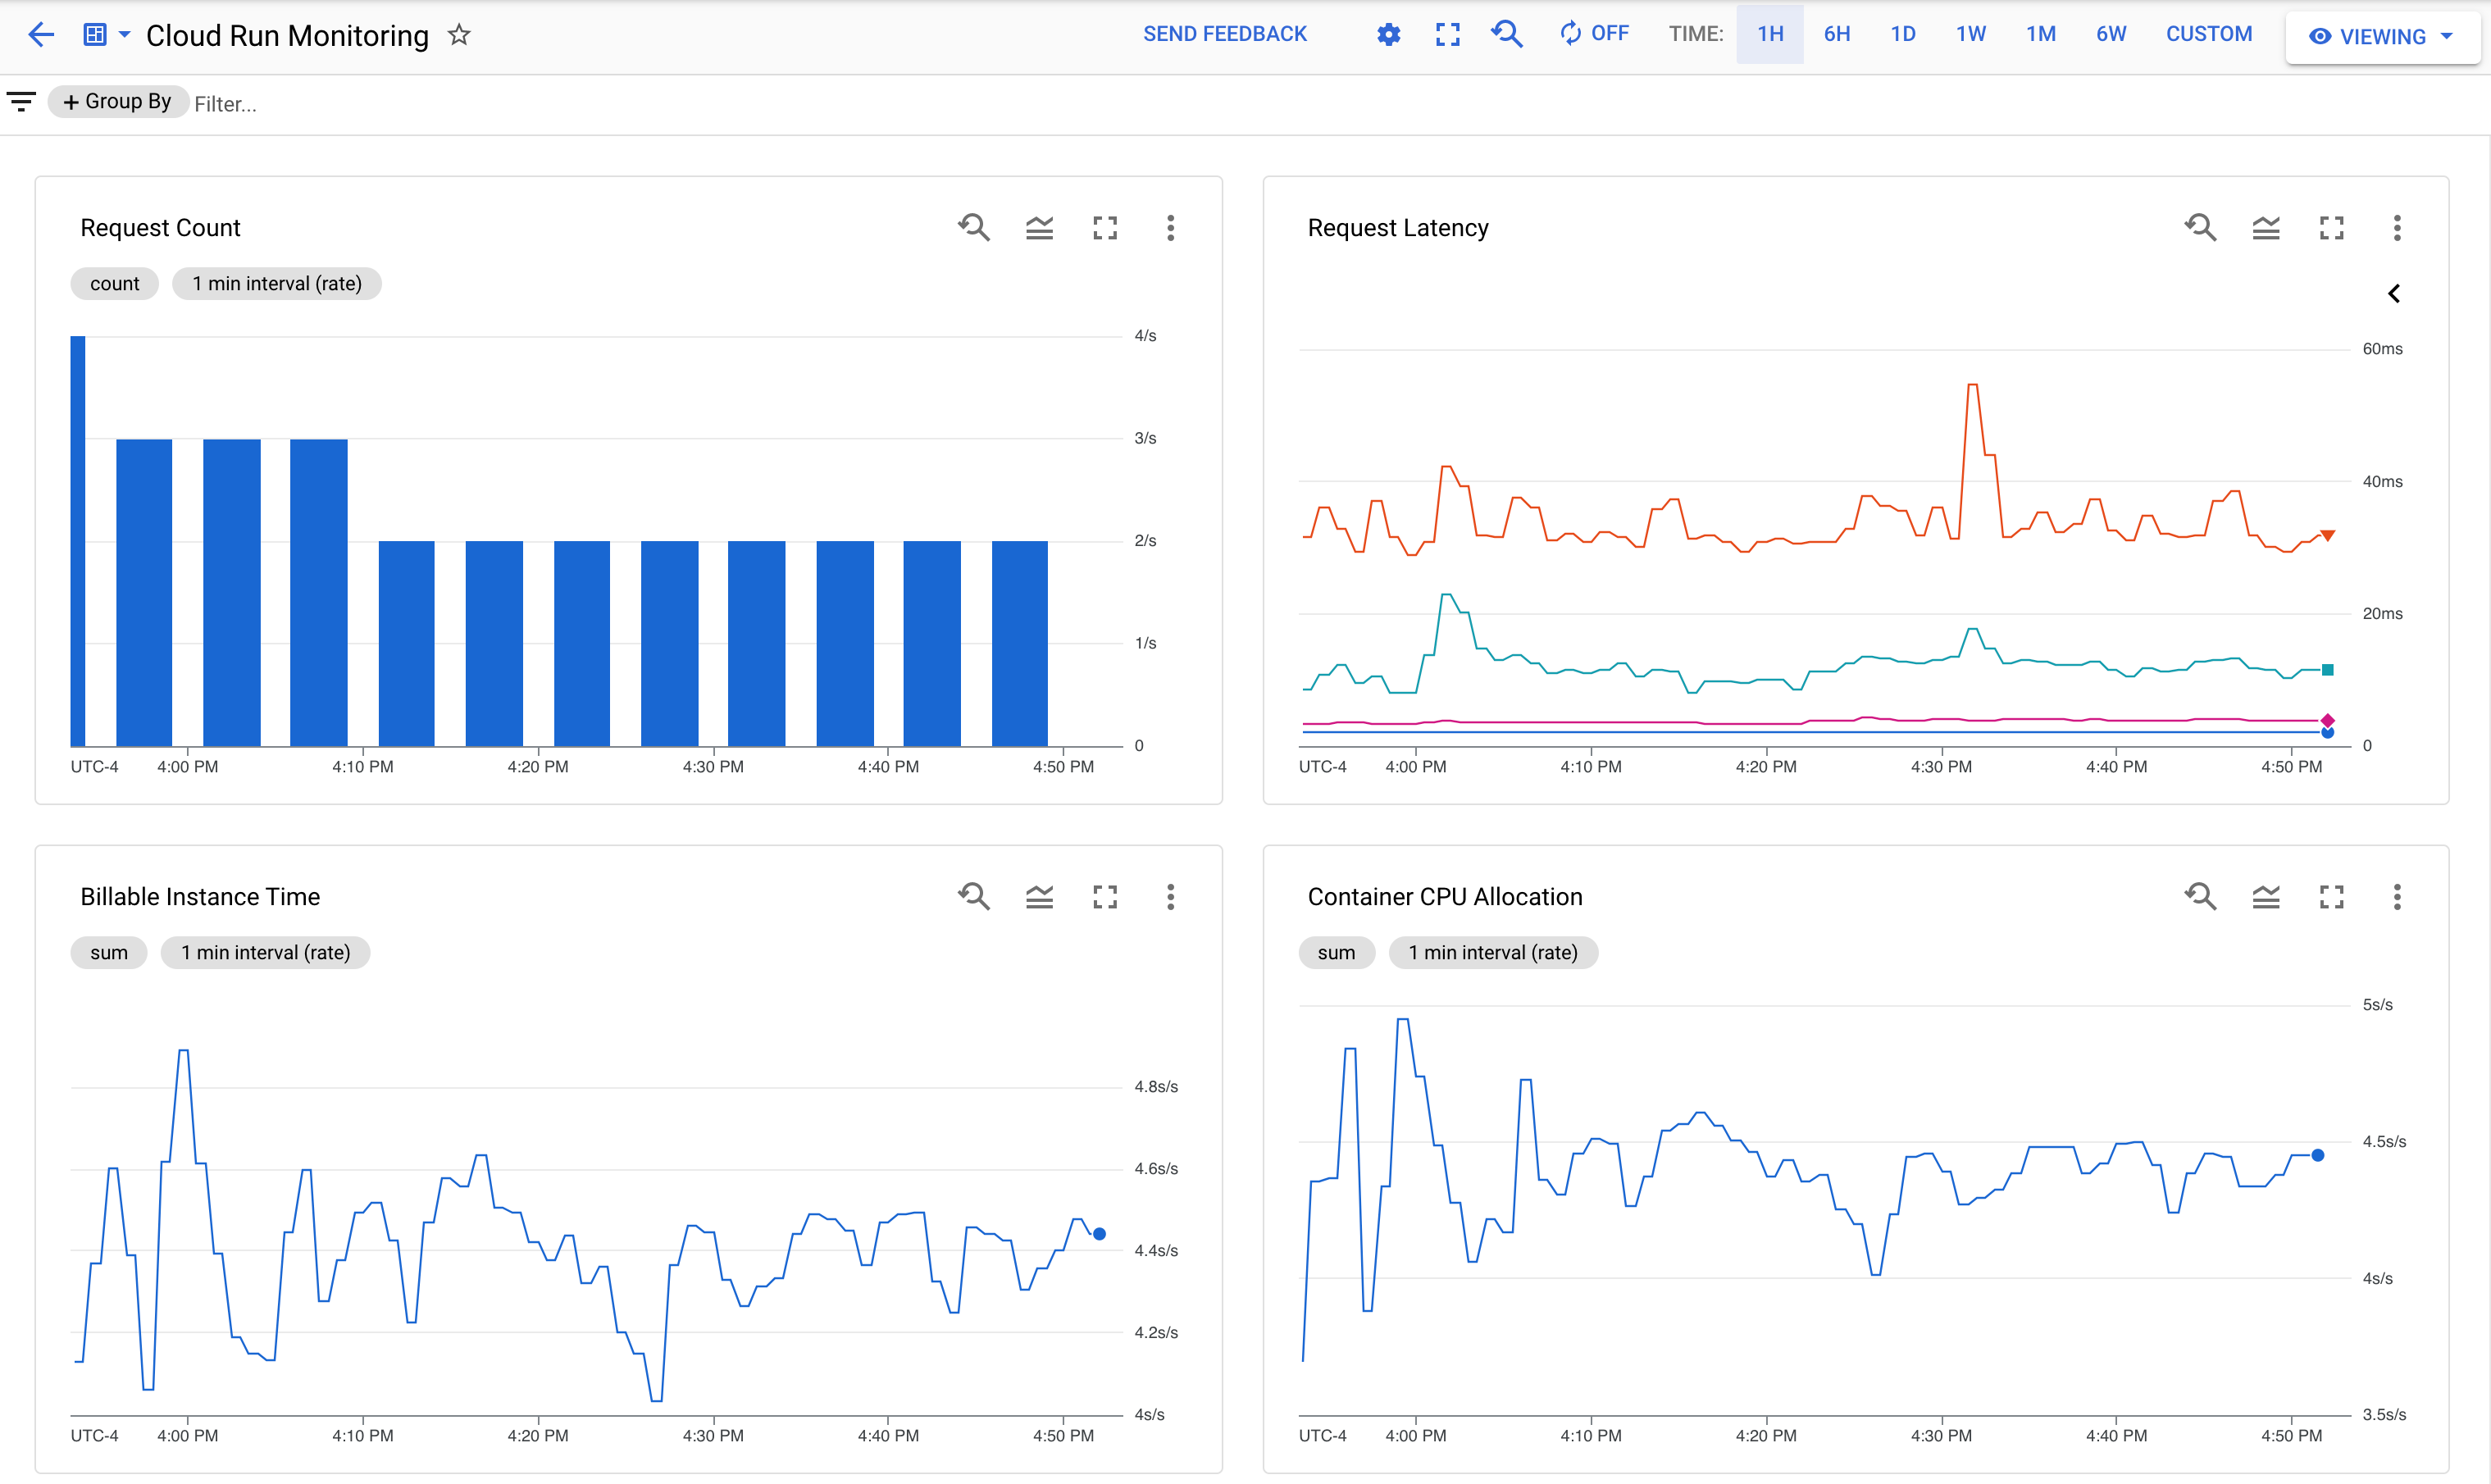 Cloud Run Monitoring
SEND FEEDBACK
OFF
TIME:
1H
6H
1D
1W
1M
6W
CUSTOM
VIEWING
+ Group By
Filter...
Request Count
count
1 min interval (rate)
4/s
3/s
2/s
1/s
0
UTC-4
4:00 PM
4:10 PM
4:20 PM
4:30 PM
4:40 PM
4:50 PM
Request Latency
60ms
40ms
20ms
0
UTC-4
4:00 PM
4:10 PM
4:20 PM
4:30 PM
4:40 PM
4:50 PM
Billable Instance Time
sum
1 min interval (rate)
4.8s/s
4.6s/s
4.4s/s
4.2s/s
4s/s
UTC-4
4:00 PM
4:10 PM
4:20 PM
4:30 PM
4:40 PM
4:50 PM
Container CPU Allocation
sum
1 min interval (rate)
5s/s
4.5s/s
4s/s
3.5s/s
UTC-4
4:00 PM
4:10 PM
4:20 PM
4:30 PM
4:40 PM
4:50 PM